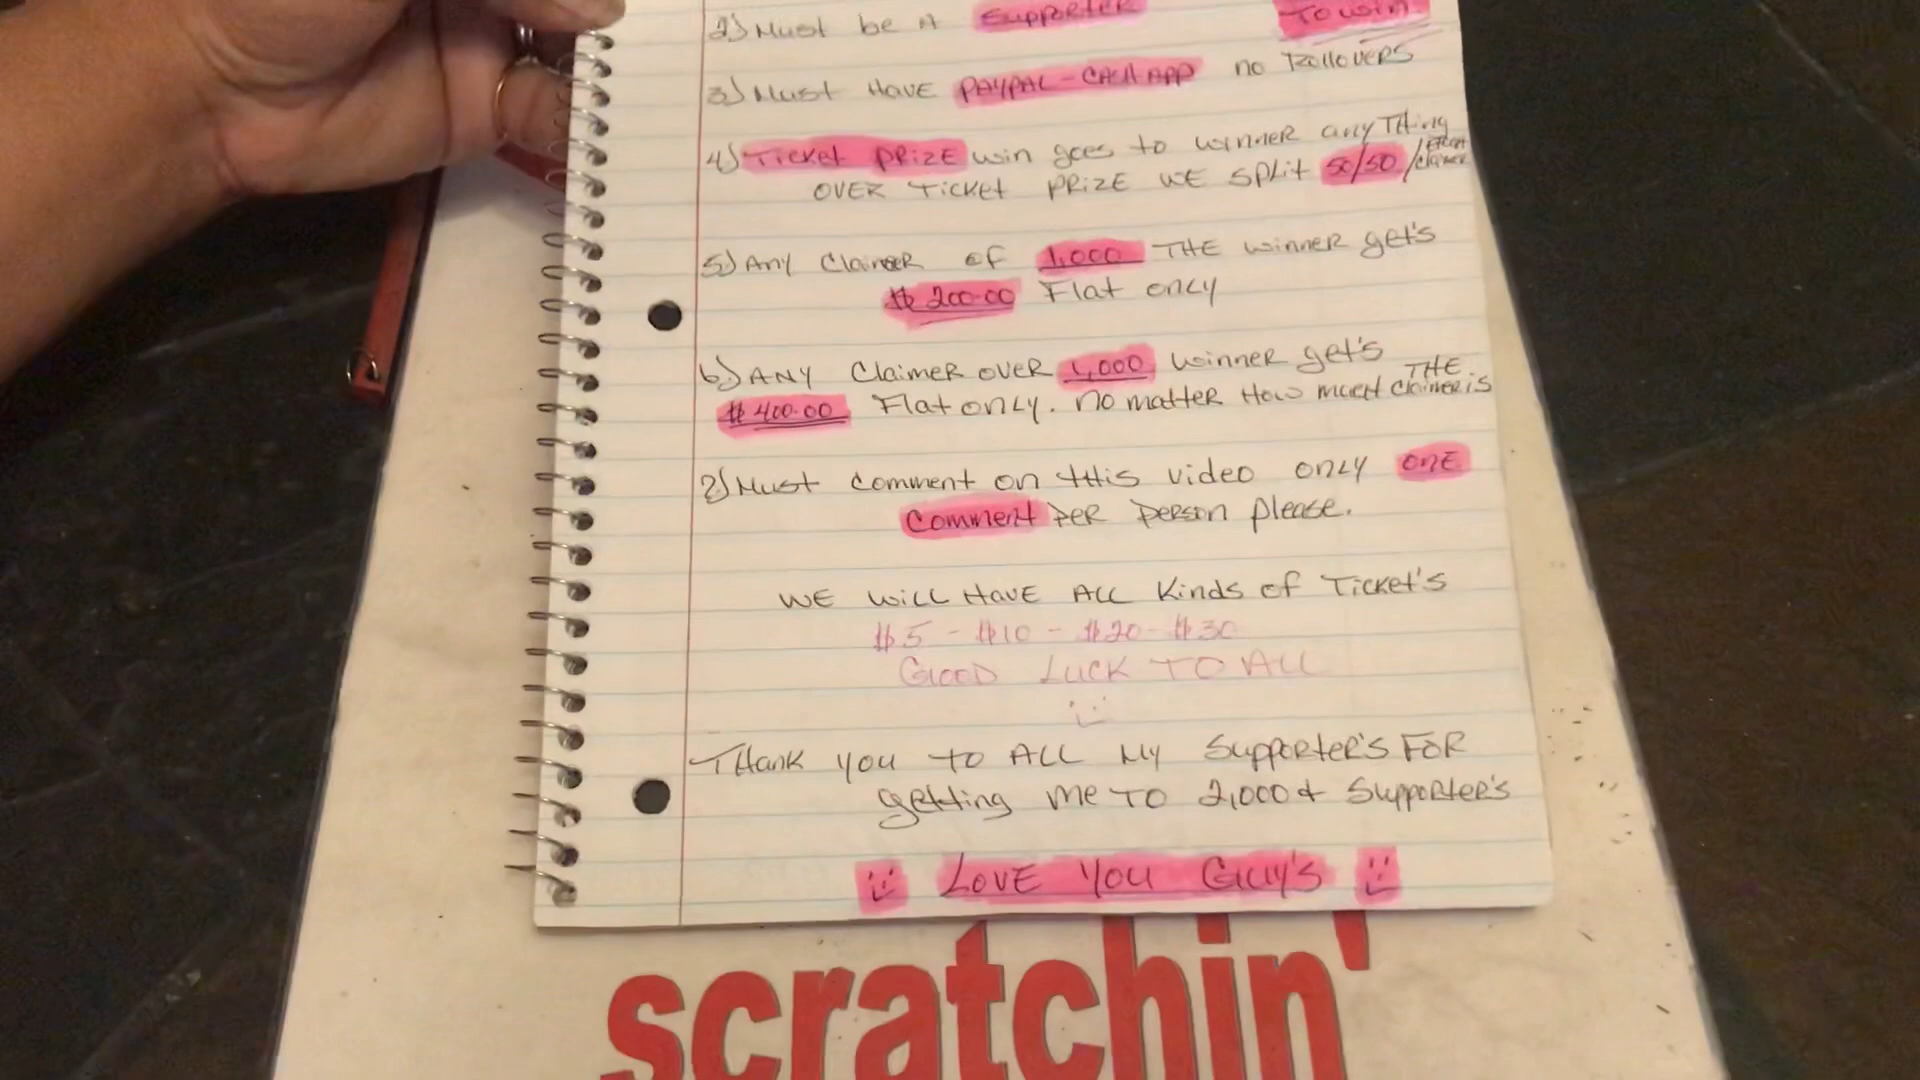 2) Must be A Supporter To win
3) Must Have PAYPAL - CASH APP no Rollovers
4) Ticket PRIZE win goes to winner anyTHing
OVER Ticket PRIZE WE SPLit 50/50 / claimer
5) Any Claimer of 1,000 THE winner get's
$200.00 Flat only
6) ANY Claimer over 1,000 winner get's
$400.00 Flat only. no matter How much THE claimer is
2) Must comment on tHis video only onE
Comment PER Person please.
WE WiLL HavE ALL Kinds of Ticket's
$5 - $10 - $20 - $30
GOOD LUCK TO ALL
THank you to ALL My Supporter's FOR
getting me TO 2,000+ Supporter's
LOVE YOU Guy's
scratchin'